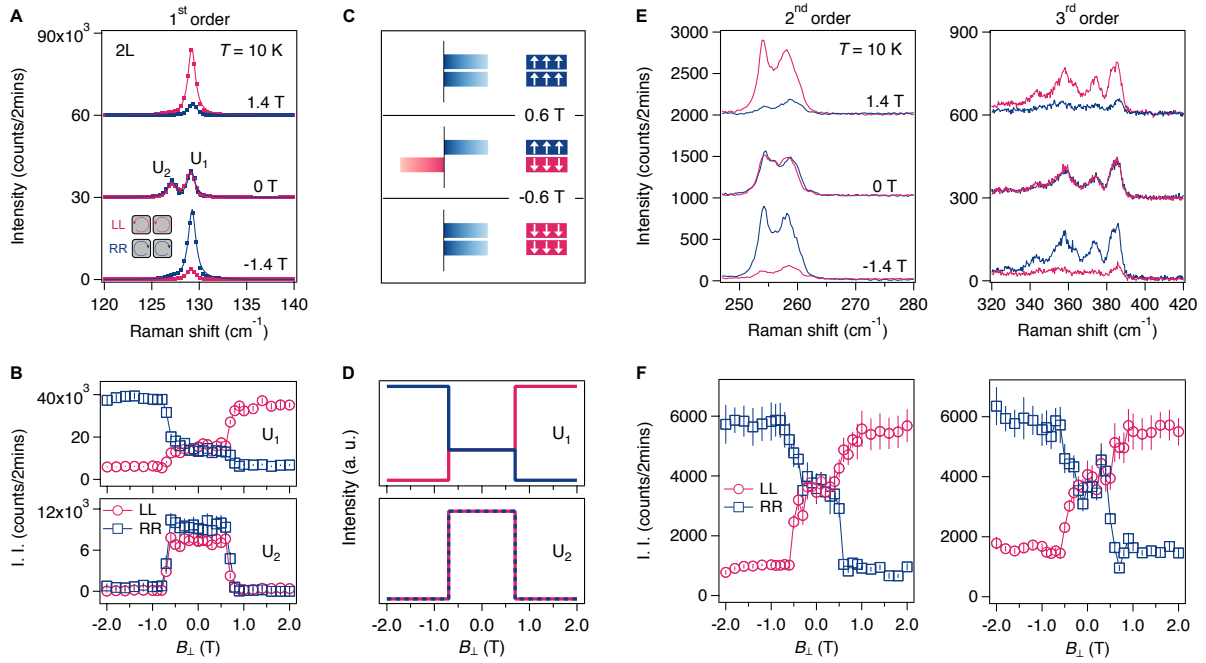 A
1st order
Intensity (counts/2mins)
90x10³
60
30
0
2L
T = 10 K
1.4 T
U₂
U₁
0 T
LL
RR
-1.4 T
120
125
130
135
140
Raman shift (cm⁻¹)
C
0.6 T
-0.6 T
E
2nd order
Intensity (counts/2mins)
3000
2500
2000
1500
1000
500
0
T = 10 K
1.4 T
0 T
-1.4 T
250
260
270
280
Raman shift (cm⁻¹)
3rd order
900
600
300
0
320
340
360
380
400
420
Raman shift (cm⁻¹)
B
I. I. (counts/2mins)
40x10³
20
0
U₁
12x10³
9
6
3
0
LL
RR
U₂
-2.0
-1.0
0.0
1.0
2.0
B⊥ (T)
D
Intensity (a. u.)
U₁
U₂
-2.0
-1.0
0.0
1.0
2.0
B⊥ (T)
F
I. I. (counts/2mins)
6000
4000
2000
0
LL
RR
-2.0
-1.0
0.0
1.0
2.0
B⊥ (T)
6000
4000
2000
0
LL
RR
-2.0
-1.0
0.0
1.0
2.0
B⊥ (T)